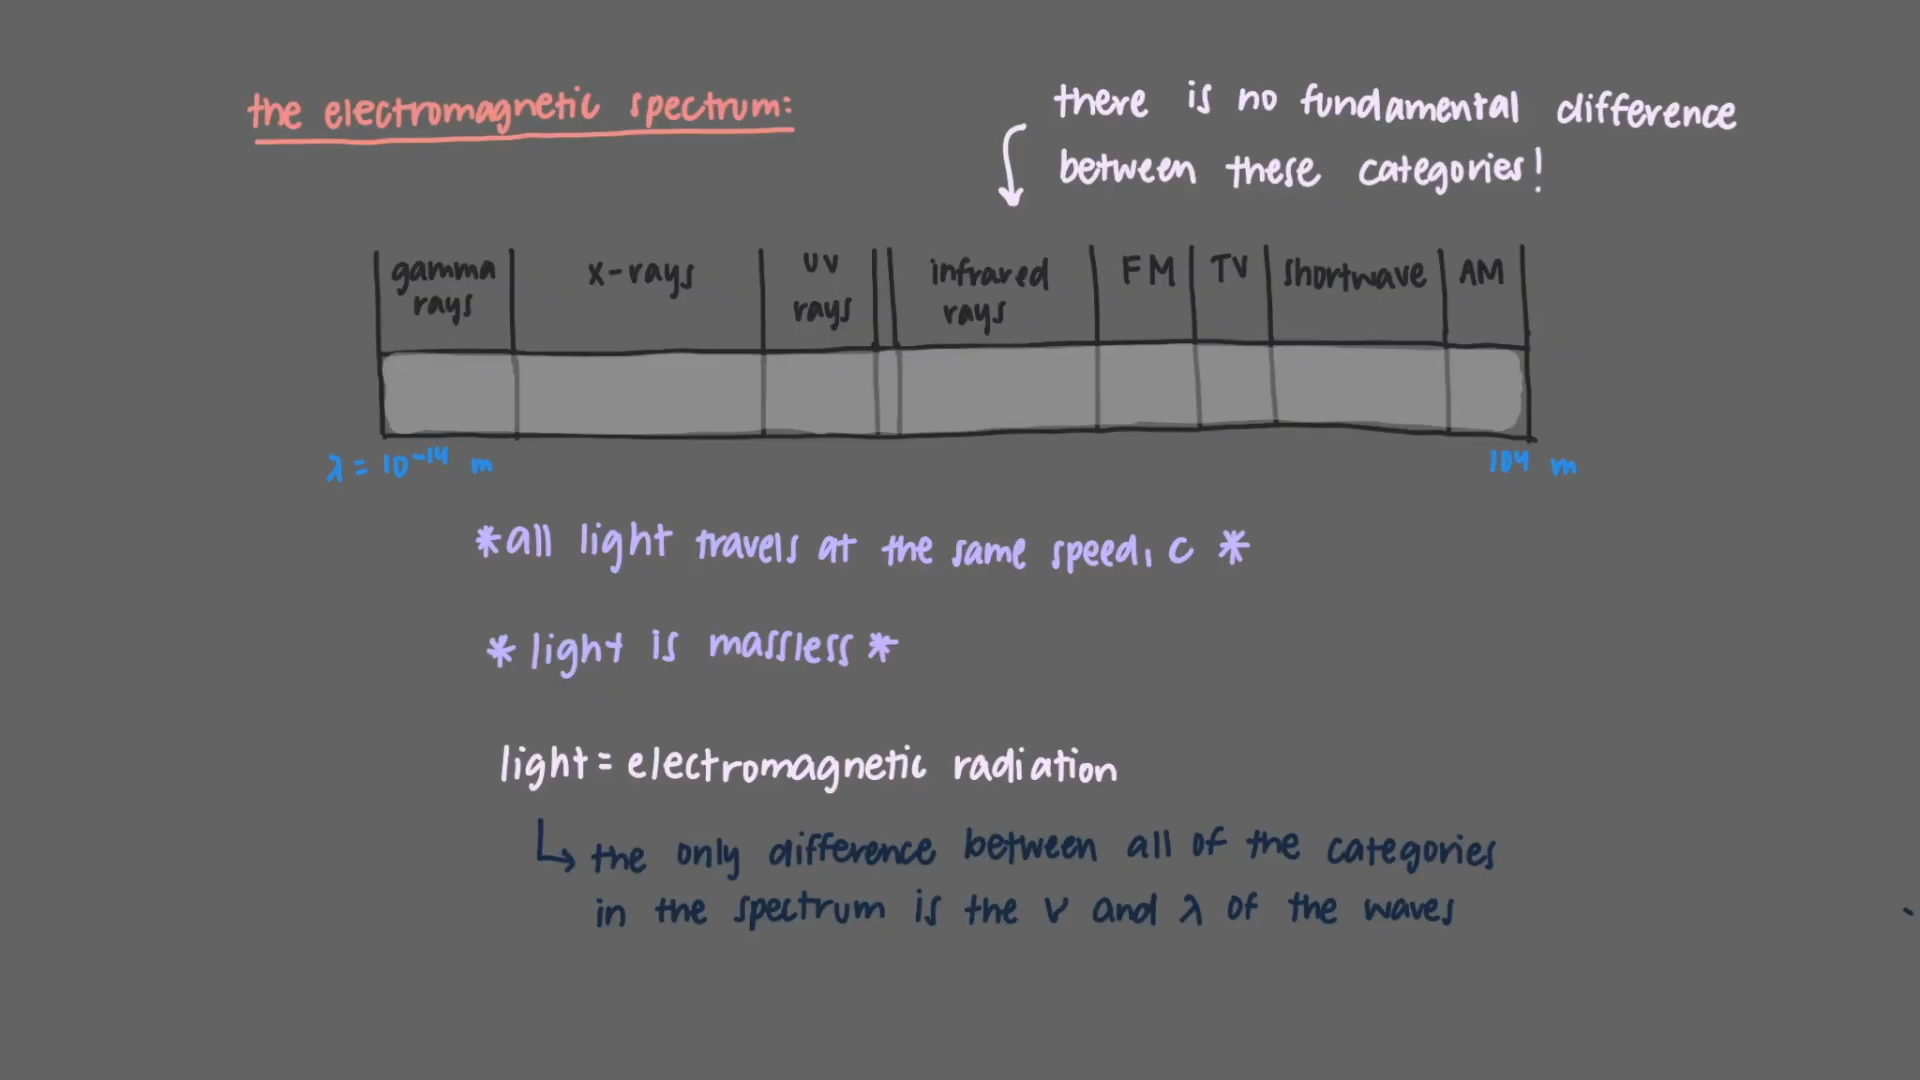 the electromagnetic spectrum:
there is no fundamental difference
between these categories!
gamma
rays
x-rays
UV
rays
infrared
rays
FM
TV
shortwave
AM
λ = 10⁻¹⁴ m
10⁴ m
*all light travels at the same speed, c *
* light is massless *
light = electromagnetic radiation
↳ the only difference between all of the categories
in the spectrum is the ν and λ of the waves